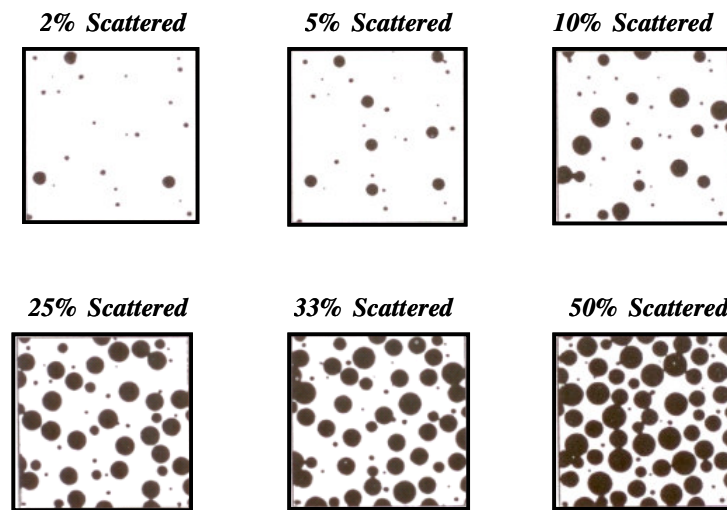 2% Scattered
5% Scattered
10% Scattered
25% Scattered
33% Scattered
50% Scattered